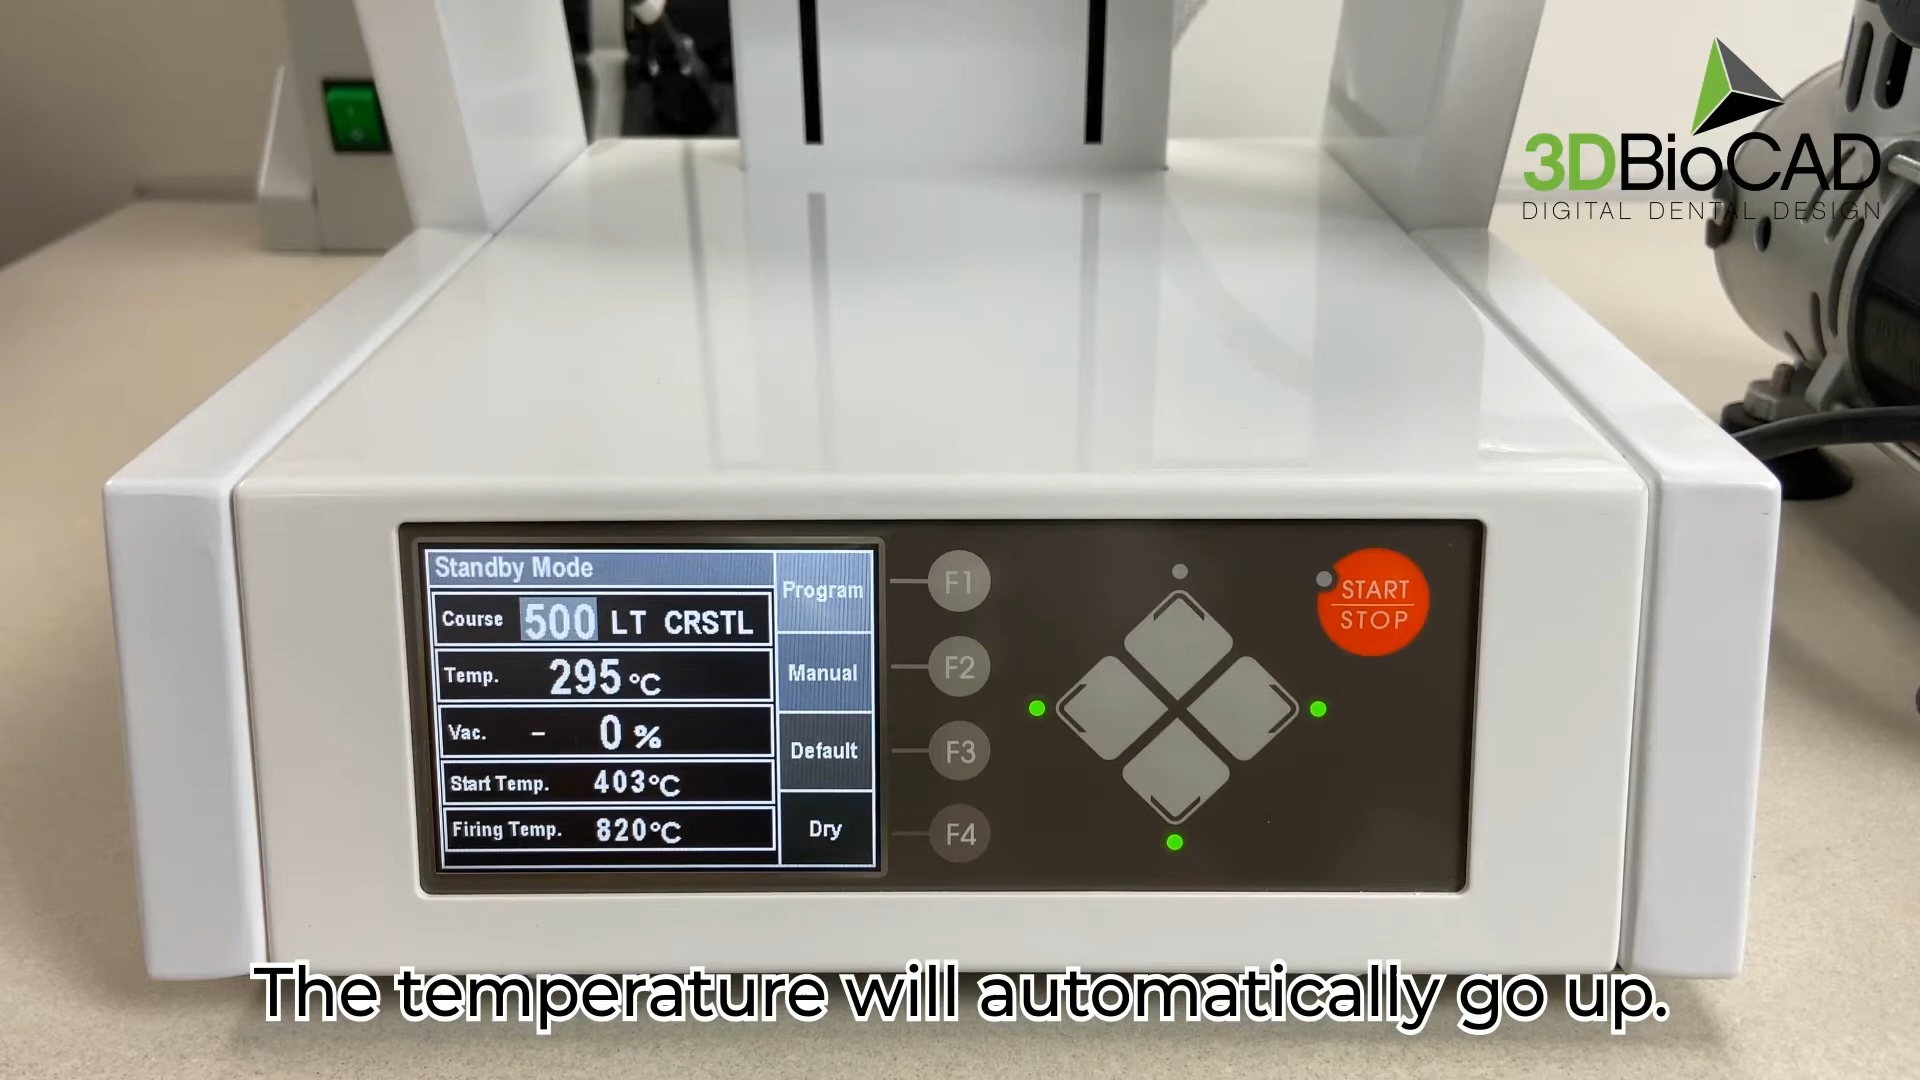 3DBioCAD
DIGITAL DENTAL DESIGN
Standby Mode
Course 500 LT CRSTL
Temp. 295 °C
Vac. - 0 %
Start Temp. 403°C
Firing Temp. 820°C
Program
Manual
Default
Dry
F1
F2
F3
F4
START
STOP
The temperature will automatically go up.